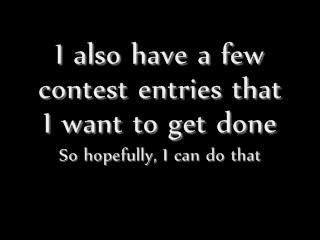 I also have a few
contest entries that
I want to get done
So hopefully, I can do that